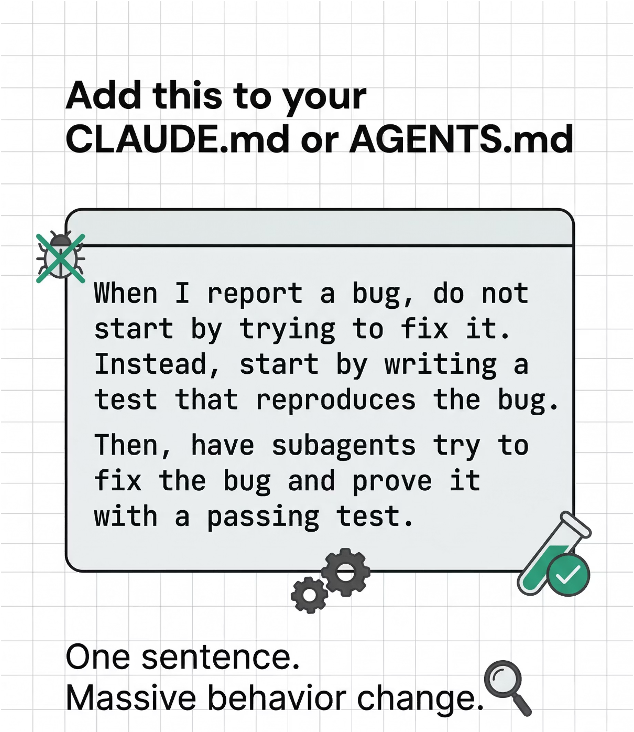 Add this to your
CLAUDE.md or AGENTS.md
When I report a bug, do not
start by trying to fix it.
Instead, start by writing a
test that reproduces the bug.
Then, have subagents try to
fix the bug and prove it
with a passing test.
One sentence.
Massive behavior change.